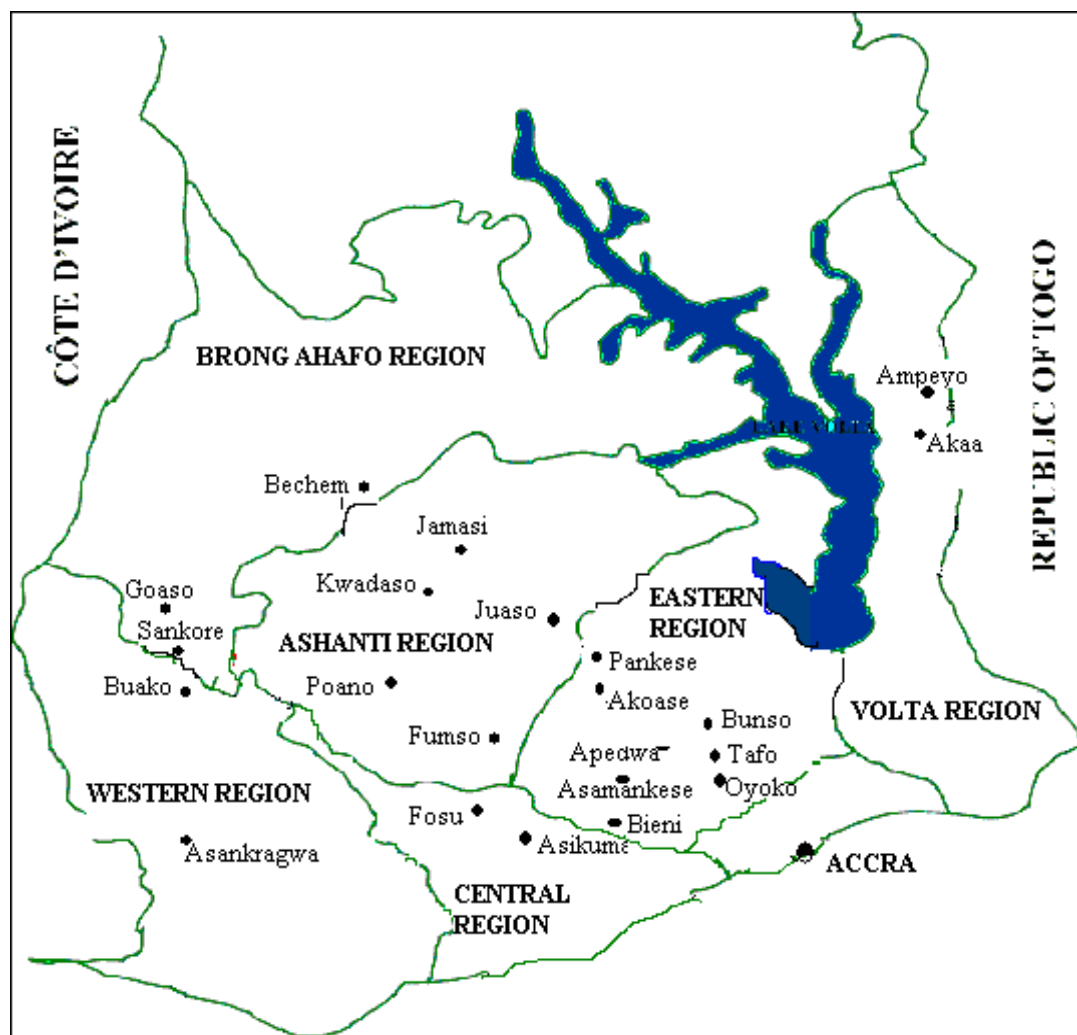 CÔTE D'IVOIRE
REPUBLIC OF TOGO
BRONG AHAFO REGION
Ampeyo
LAKE VOLTA
Akaa
Bechem
Jamasi
Kwadaso
Goaso
Juaso
EASTERN
REGION
Sankore
ASHANTI REGION
Pankese
Buako
Poano
Akoase
VOLTA REGION
Bunso
Fumso
Apedwa
Tafo
WESTERN REGION
Asamankese
Oyoko
Fosu
Bieni
Asankragwa
Asikuma
ACCRA
CENTRAL
REGION